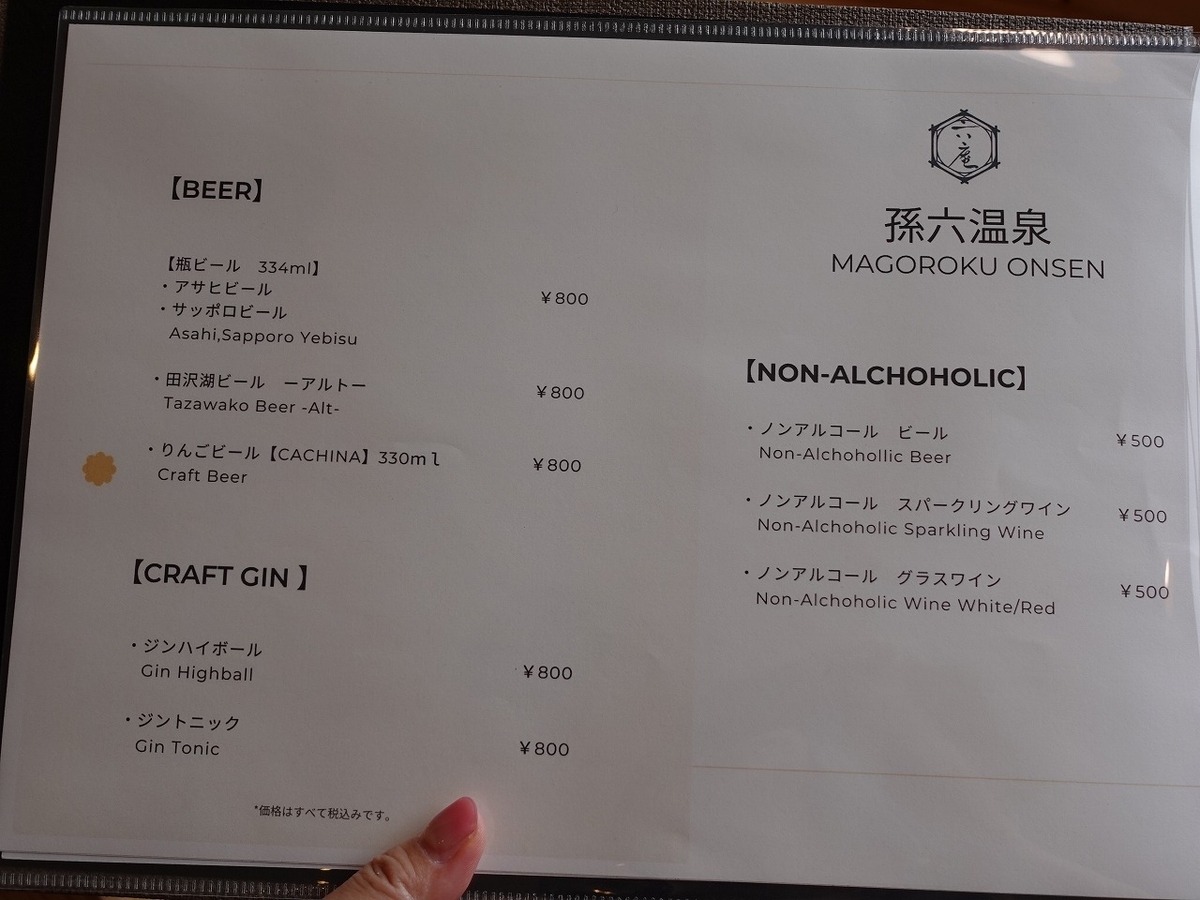 【BEER】
【瓶ビール 334ml】
・アサヒビール
¥800
・サッポロビール
Asahi,Sapporo Yebisu
・田沢湖ビール ーアルトー
¥800
Tazawako Beer -Alt-
・りんごビール【CACHINA】330mℓ
¥800
Craft Beer
【CRAFT GIN 】
・ジンハイボール
Gin Highball
¥800
・ジントニック
Gin Tonic
¥800
*価格はすべて税込みです。
六庵
孫六温泉
MAGOROKU ONSEN
【NON-ALCHOHOLIC】
・ノンアルコール ビール
¥500
Non-Alchohollic Beer
・ノンアルコール スパークリングワイン
¥500
Non-Alchoholic Sparkling Wine
・ノンアルコール グラスワイン
¥500
Non-Alchoholic Wine White/Red